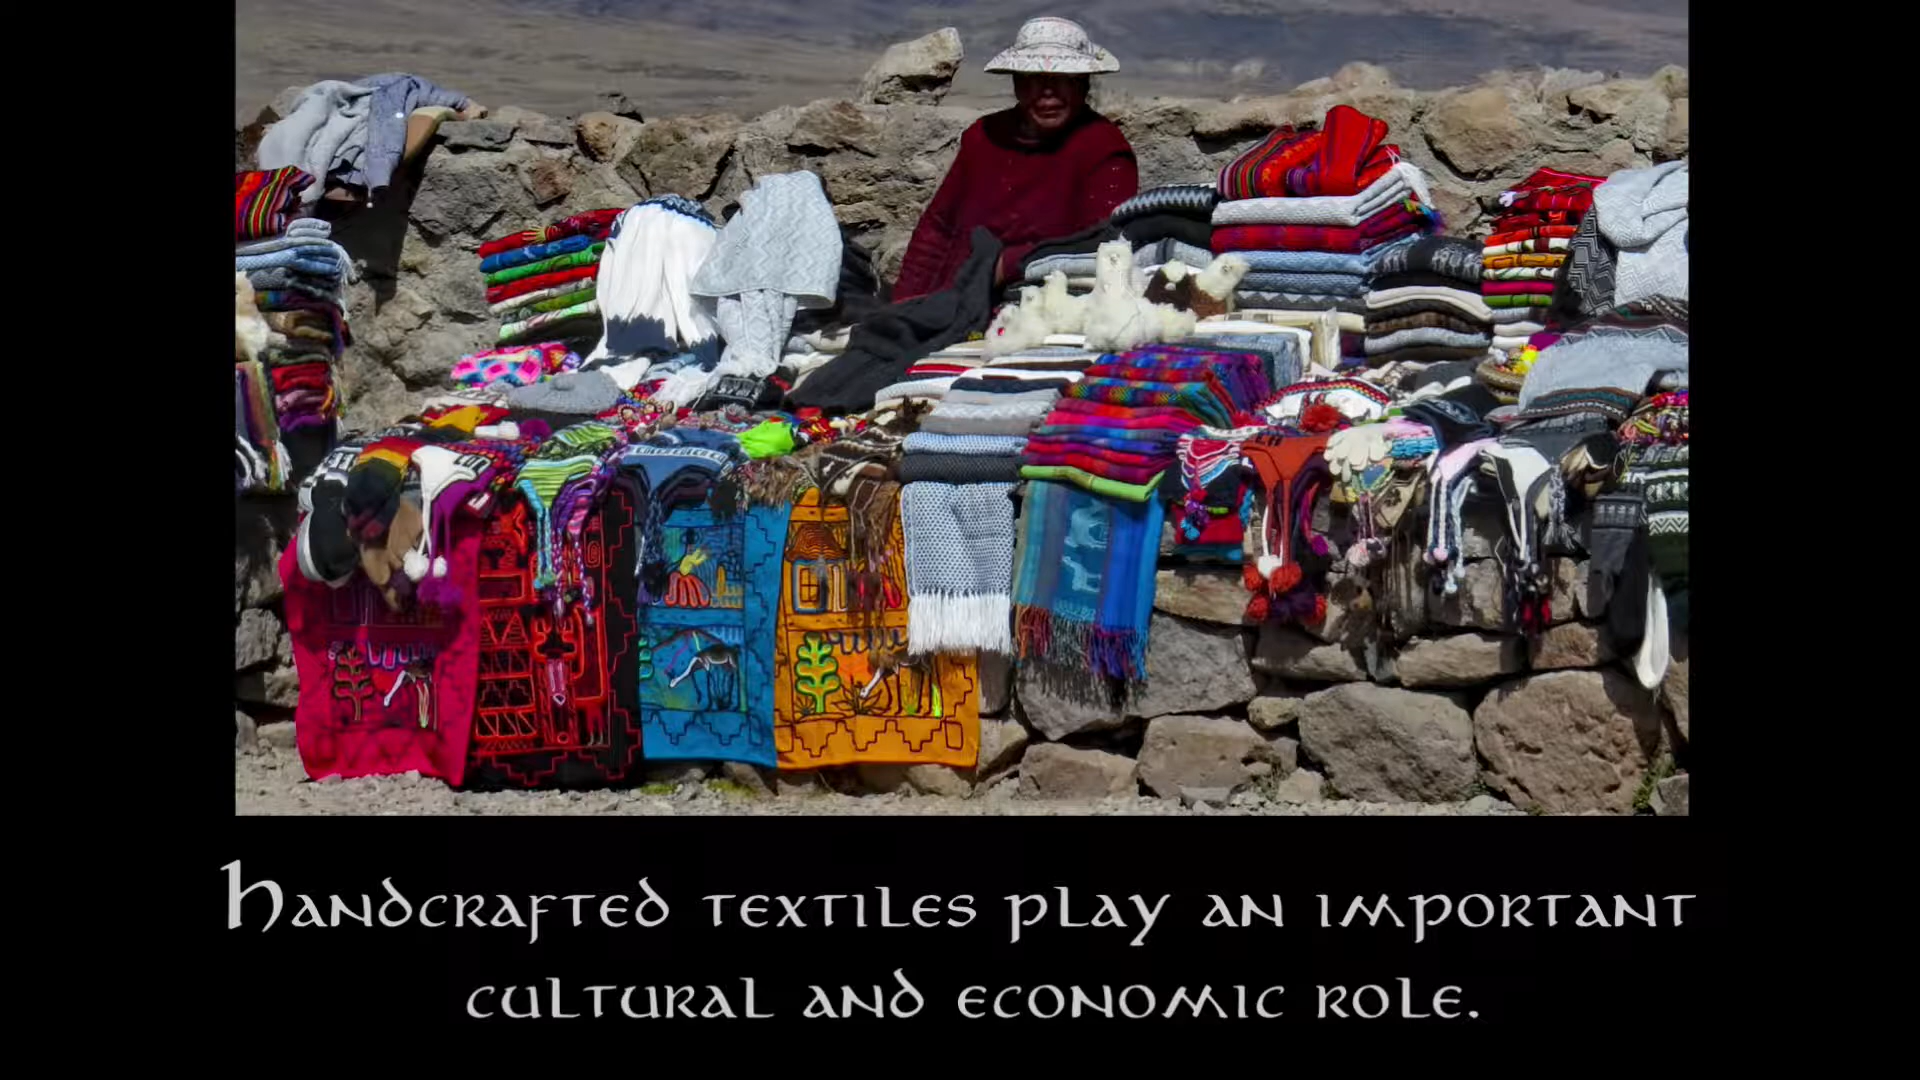 Handcrafted textiles play an important
cultural and economic role.